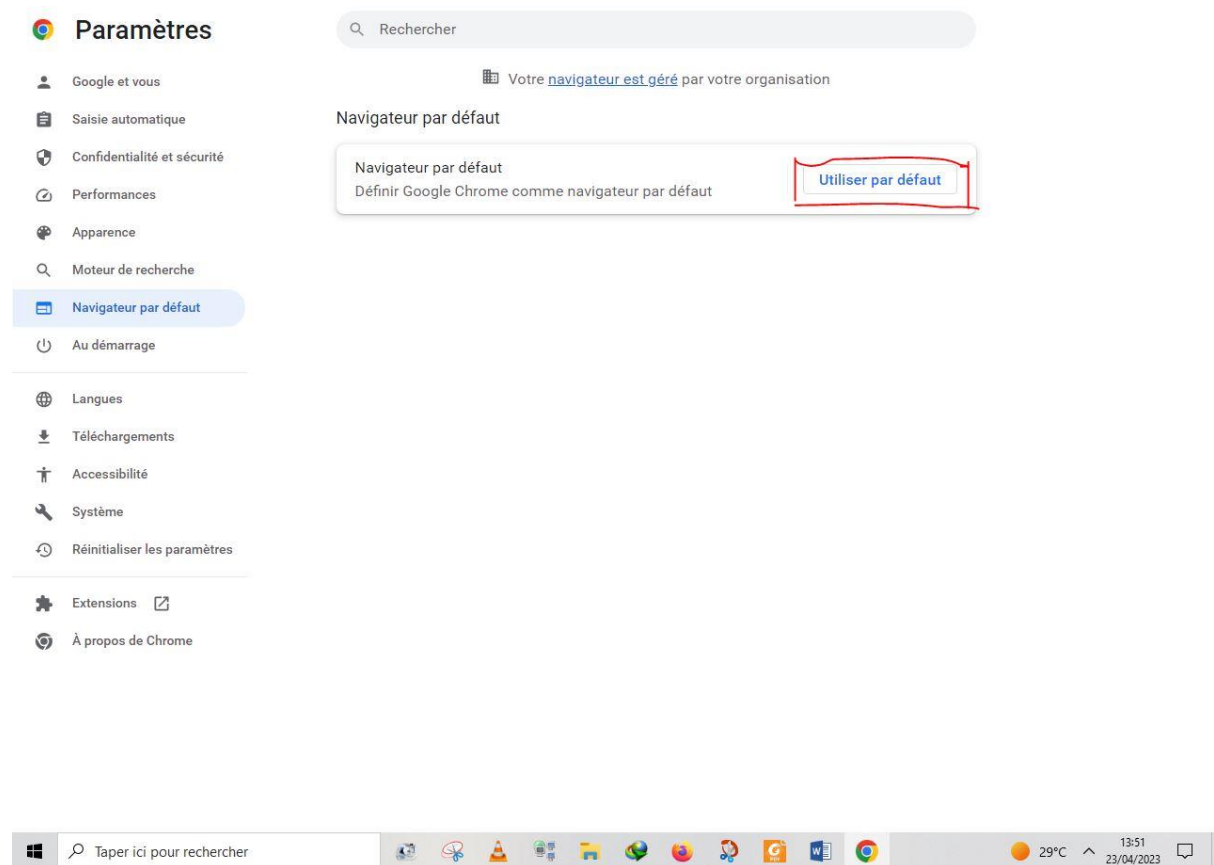 Paramètres
Rechercher
Votre navigateur est géré par votre organisation
Google et vous
Saisie automatique
Confidentialité et sécurité
Performances
Apparence
Moteur de recherche
Navigateur par défaut
Au démarrage
Langues
Téléchargements
Accessibilité
Système
Réinitialiser les paramètres
Extensions
À propos de Chrome
Navigateur par défaut
Navigateur par défaut
Définir Google Chrome comme navigateur par défaut
Utiliser par défaut
Taper ici pour rechercher
29°C
13:51
23/04/2023